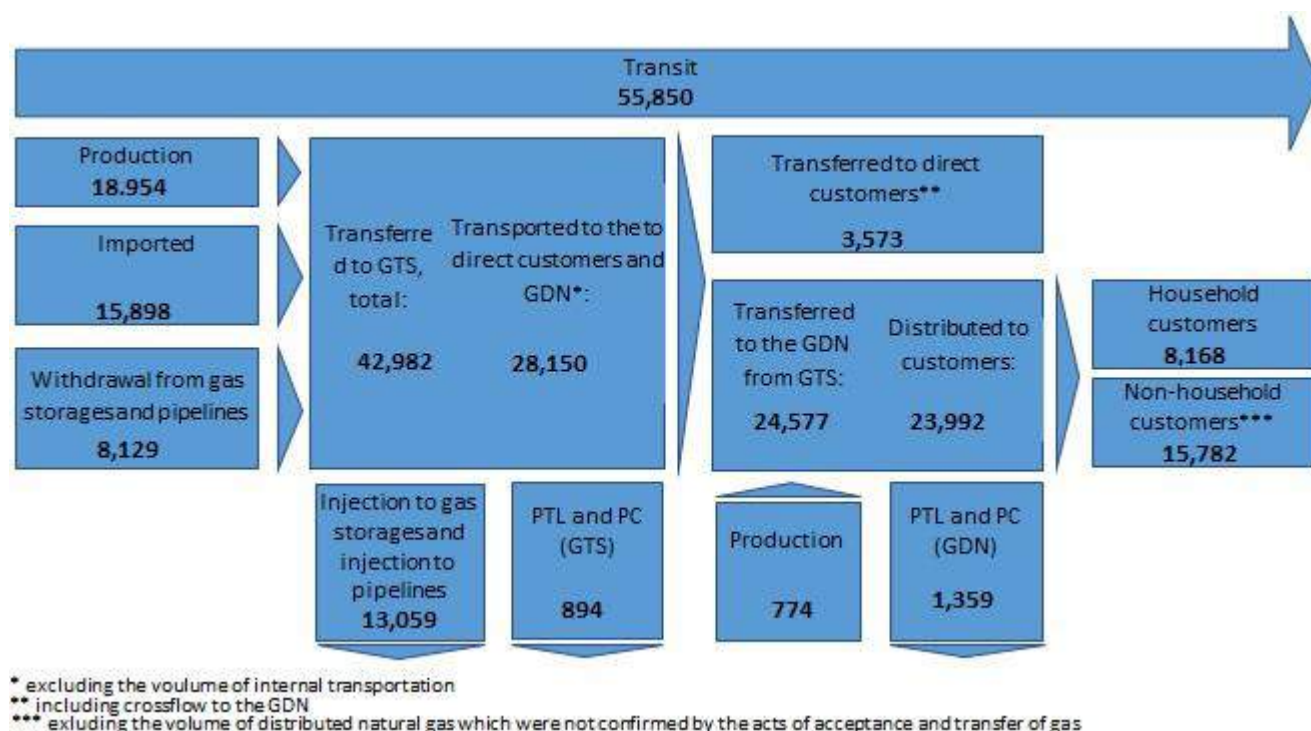 Transit
55,850
Production
18.954
Imported
15,898
Withdrawal from gas
storages and pipelines
8,129
Transferre
d to GTS,
total:
42,982
Transported to the to
direct customers and
GDN*:
28,150
Injection to gas
storages and
injection to
pipelines
13,059
PTL and PC
(GTS)
894
Transferred to direct
customers**
3,573
Transferred
to the GDN
from GTS:
24,577
Distributed to
customers:
23,992
Production
774
PTL and PC
(GDN)
1,359
Household
customers
8,168
Non-household
customers***
15,782
* excluding the voulume of internal transportation
** including crossflow to the GDN
*** exluding the volume of distributed natural gas which were not confirmed by the acts of acceptance and transfer of gas